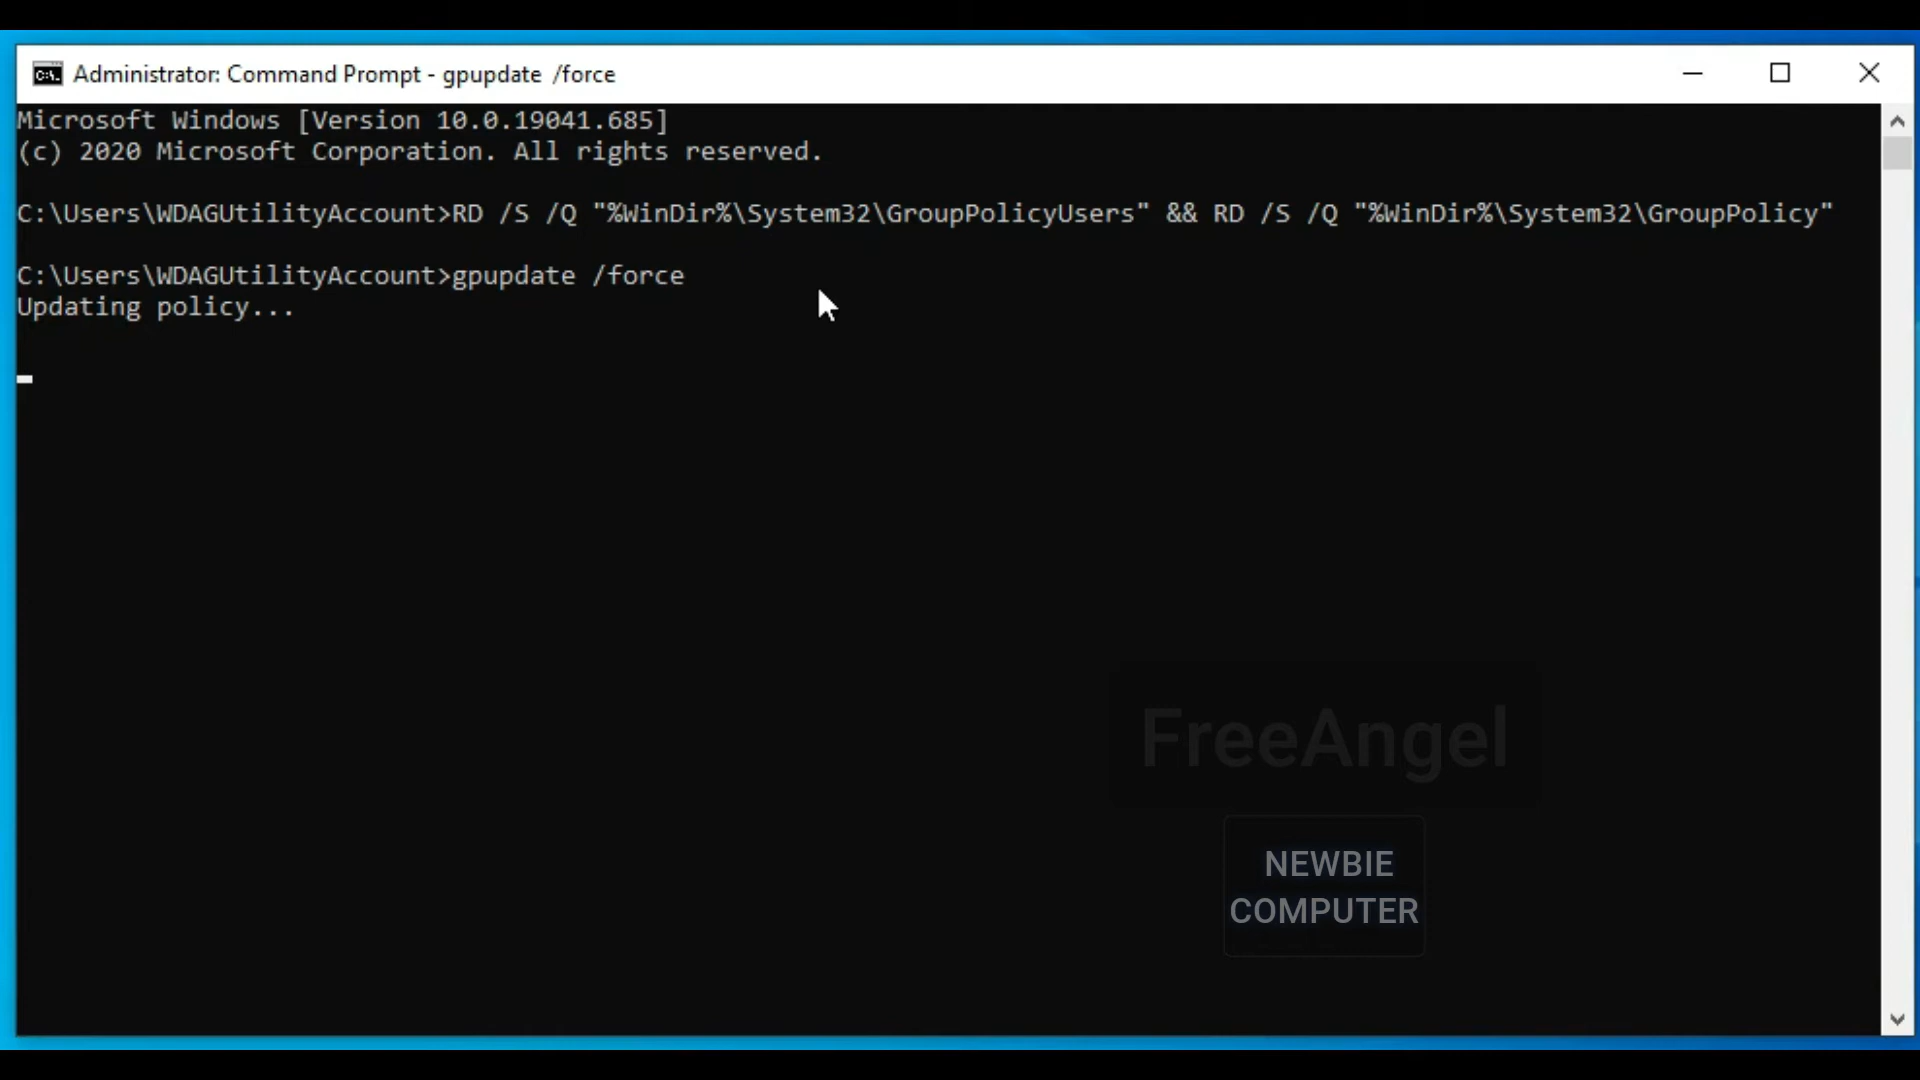 Administrator: Command Prompt - gpupdate /force
Microsoft Windows [Version 10.0.19041.685]
(c) 2020 Microsoft Corporation. All rights reserved.
C:\Users\WDAGUtilityAccount>RD /S /Q "%WinDir%\System32\GroupPolicyUsers" && RD /S /Q "%WinDir%\System32\GroupPolicy"
C:\Users\WDAGUtilityAccount>gpupdate /force
Updating policy...
FreeAngel
NEWBIE
COMPUTER